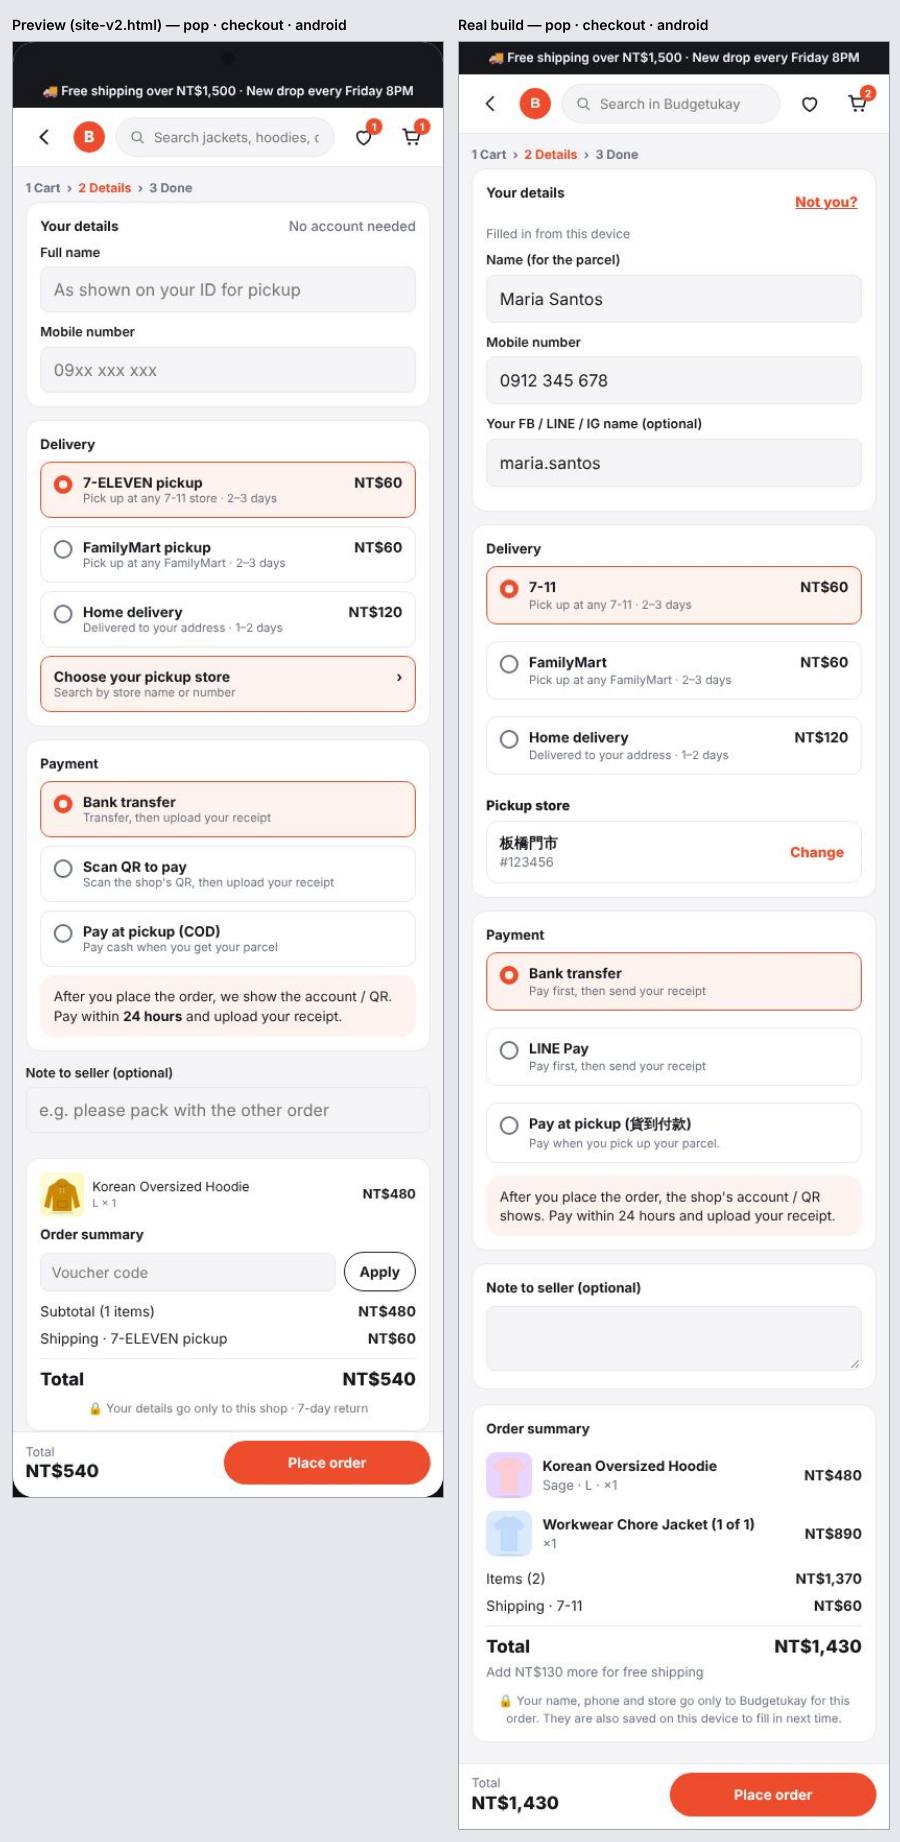 Preview (site-v2.html) — pop · checkout · android
🚚 Free shipping over NT$1,500 · New drop every Friday 8PM
B
Search jackets, hoodies, c
1
1
1 Cart › 2 Details › 3 Done
Your details
No account needed
Full name
As shown on your ID for pickup
Mobile number
09xx xxx xxx
Delivery
7-ELEVEN pickup
NT$60
Pick up at any 7-11 store · 2–3 days
FamilyMart pickup
NT$60
Pick up at any FamilyMart · 2–3 days
Home delivery
NT$120
Delivered to your address · 1–2 days
Choose your pickup store ›
Search by store name or number
Payment
Bank transfer
Transfer, then upload your receipt
Scan QR to pay
Scan the shop's QR, then upload your receipt
Pay at pickup (COD)
Pay cash when you get your parcel
After you place the order, we show the account / QR.
Pay within 24 hours and upload your receipt.
Note to seller (optional)
e.g. please pack with the other order
Korean Oversized Hoodie
L × 1
NT$480
Order summary
Voucher code
Apply
Subtotal (1 items)
NT$480
Shipping · 7-ELEVEN pickup
NT$60
Total
NT$540
🔒 Your details go only to this shop · 7-day return
Total
NT$540
Place order
Real build — pop · checkout · android
🚚 Free shipping over NT$1,500 · New drop every Friday 8PM
B
Search in Budgetukay
2
1 Cart › 2 Details › 3 Done
Your details
Not you?
Filled in from this device
Name (for the parcel)
Maria Santos
Mobile number
0912 345 678
Your FB / LINE / IG name (optional)
maria.santos
Delivery
7-11
NT$60
Pick up at any 7-11 · 2–3 days
FamilyMart
NT$60
Pick up at any FamilyMart · 2–3 days
Home delivery
NT$120
Delivered to your address · 1–2 days
Pickup store
板橋門市
#123456
Change
Payment
Bank transfer
Pay first, then send your receipt
LINE Pay
Pay first, then send your receipt
Pay at pickup (貨到付款)
Pay when you pick up your parcel.
After you place the order, the shop's account / QR
shows. Pay within 24 hours and upload your receipt.
Note to seller (optional)
Order summary
Korean Oversized Hoodie
Sage · L · ×1
NT$480
Workwear Chore Jacket (1 of 1)
×1
NT$890
Items (2)
NT$1,370
Shipping · 7-11
NT$60
Total
NT$1,430
Add NT$130 more for free shipping
🔒 Your name, phone and store go only to Budgetukay for this
order. They are also saved on this device to fill in next time.
Total
NT$1,430
Place order